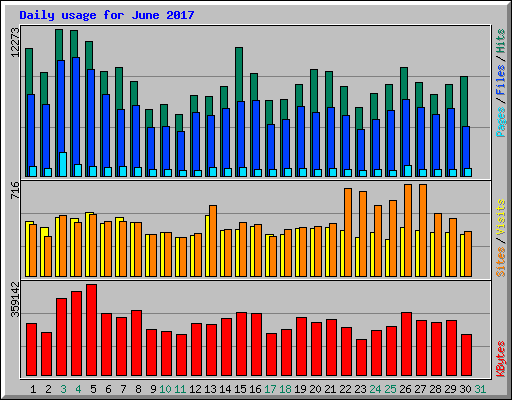 Daily usage for June 2017
12273
Pages / Files / Hits
716
Sites / Visits
359142
KBytes
1 2 3 4 5 6 7 8 9 10 11 12 13 14 15 16 17 18 19 20 21 22 23 24 25 26 27 28 29 30 31